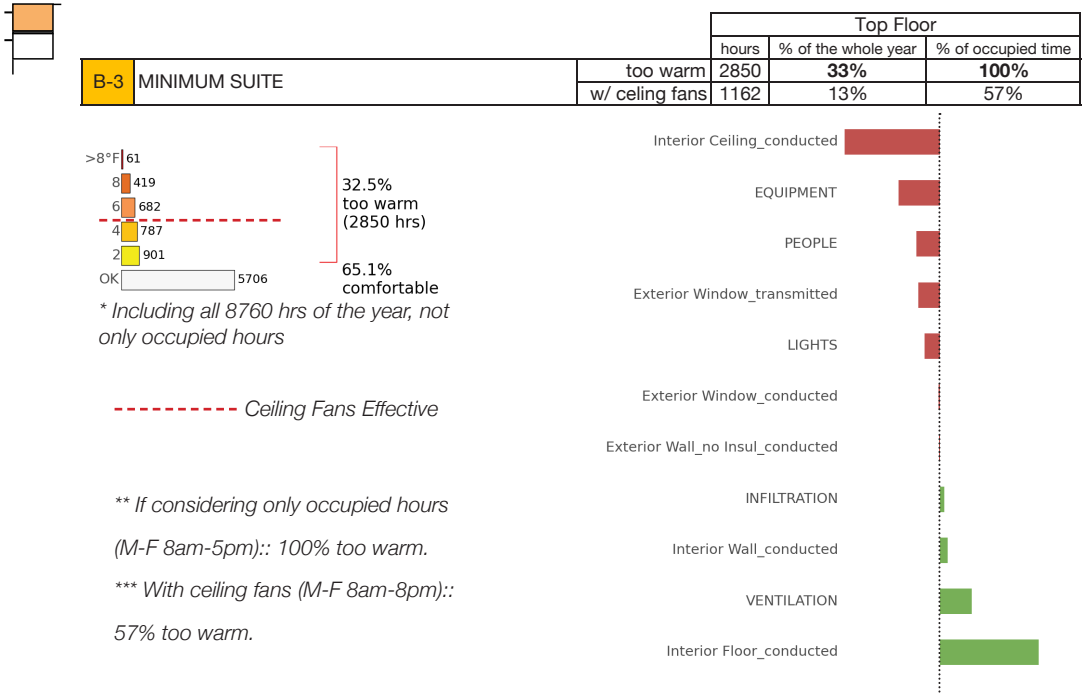 Top Floor
hours % of the whole year % of occupied time
B-3 MINIMUM SUITE too warm 2850 33% 100%
w/ celing fans 1162 13% 57%
>8°F 61
8 419
6 682
4 787
2 901
OK 5706
32.5%
too warm
(2850 hrs)
65.1%
comfortable
* Including all 8760 hrs of the year, not
only occupied hours
Ceiling Fans Effective
** If considering only occupied hours
(M-F 8am-5pm):: 100% too warm.
*** With ceiling fans (M-F 8am-8pm)::
57% too warm.
Interior Ceiling_conducted
EQUIPMENT
PEOPLE
Exterior Window_transmitted
LIGHTS
Exterior Window_conducted
Exterior Wall_no Insul_conducted
INFILTRATION
Interior Wall_conducted
VENTILATION
Interior Floor_conducted